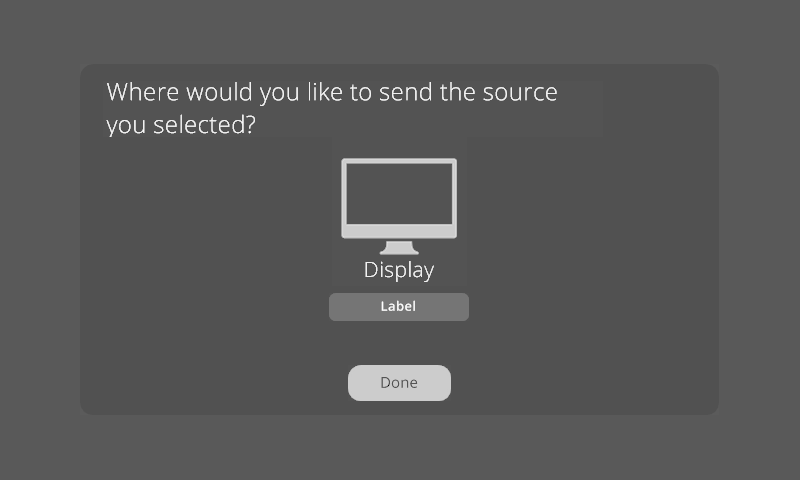 Where would you like to send the source
you selected?
Display
Label
Done